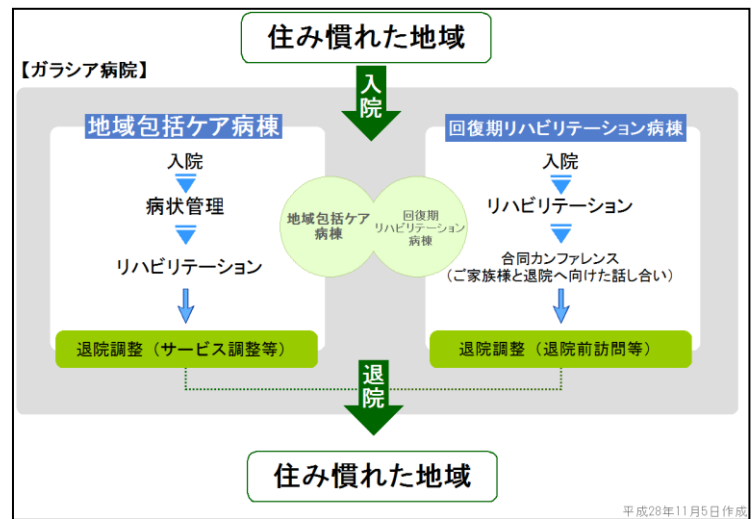 住み慣れた地域
【ガラシア病院】
入院
地域包括ケア病棟
入院
病状管理
リハビリテーション
退院調整（サービス調整等）
地域包括ケア
病棟
回復期
リハビリテーション
病棟
回復期リハビリテーション病棟
入院
リハビリテーション
合同カンファレンス
（ご家族様と退院へ向けた話し合い）
退院調整（退院前訪問等）
退院
住み慣れた地域
平成28年11月5日作成